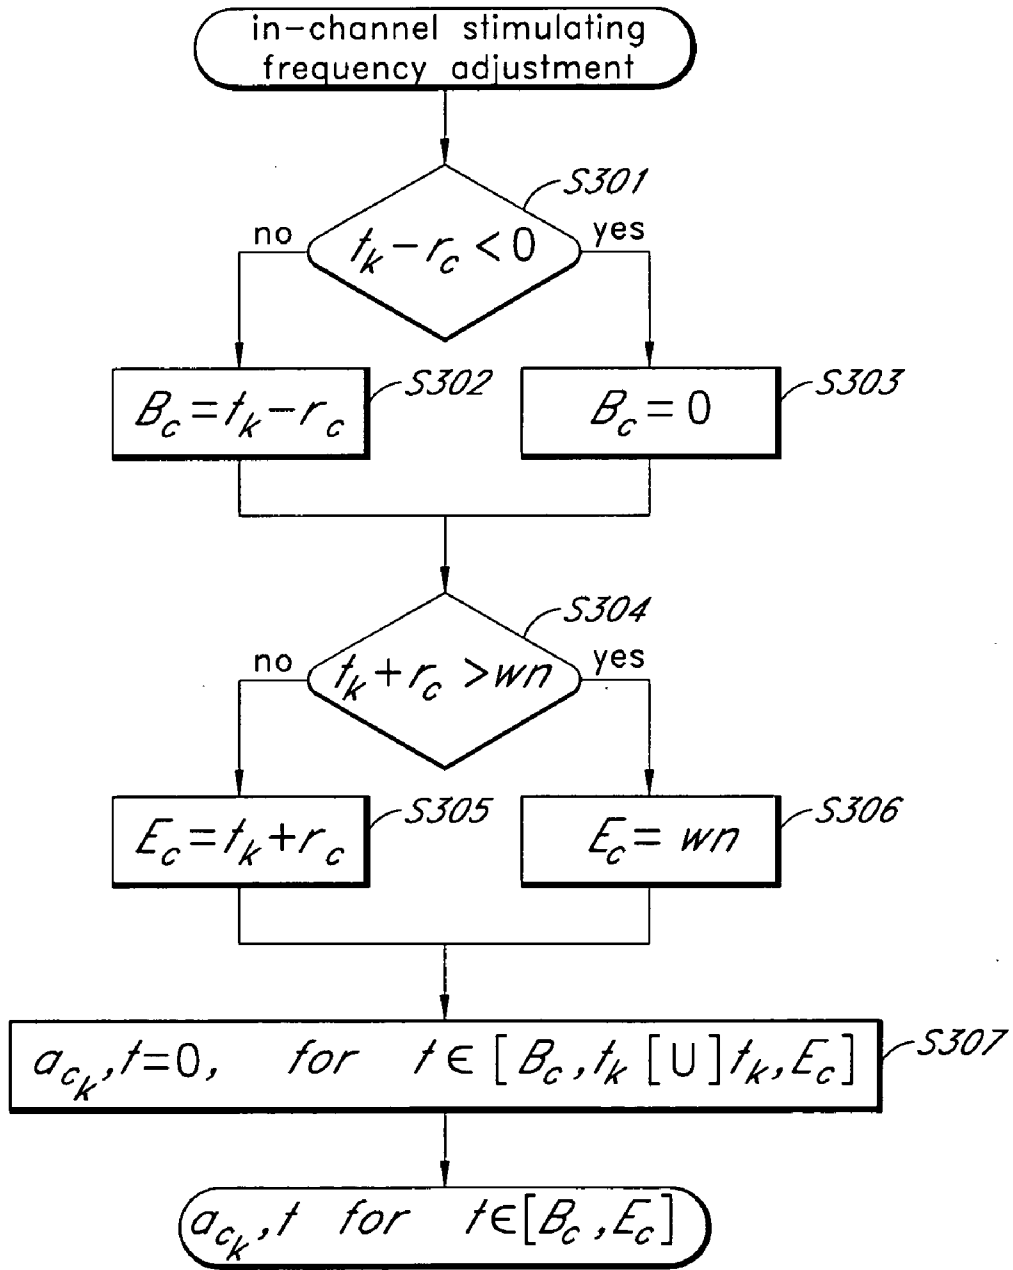 in-channel stimulating
frequency adjustment
S301
no
yes
t_k − r_c < 0
S302
S303
B_c = t_k − r_c
B_c = 0
S304
no
yes
t_k + r_c > wn
S305
S306
E_c = t_k + r_c
E_c = wn
S307
a_{c_k}, t=0, for t ∈ [B_c, t_k [U] t_k, E_c]
a_{c_k}, t for t∈[B_c, E_c]